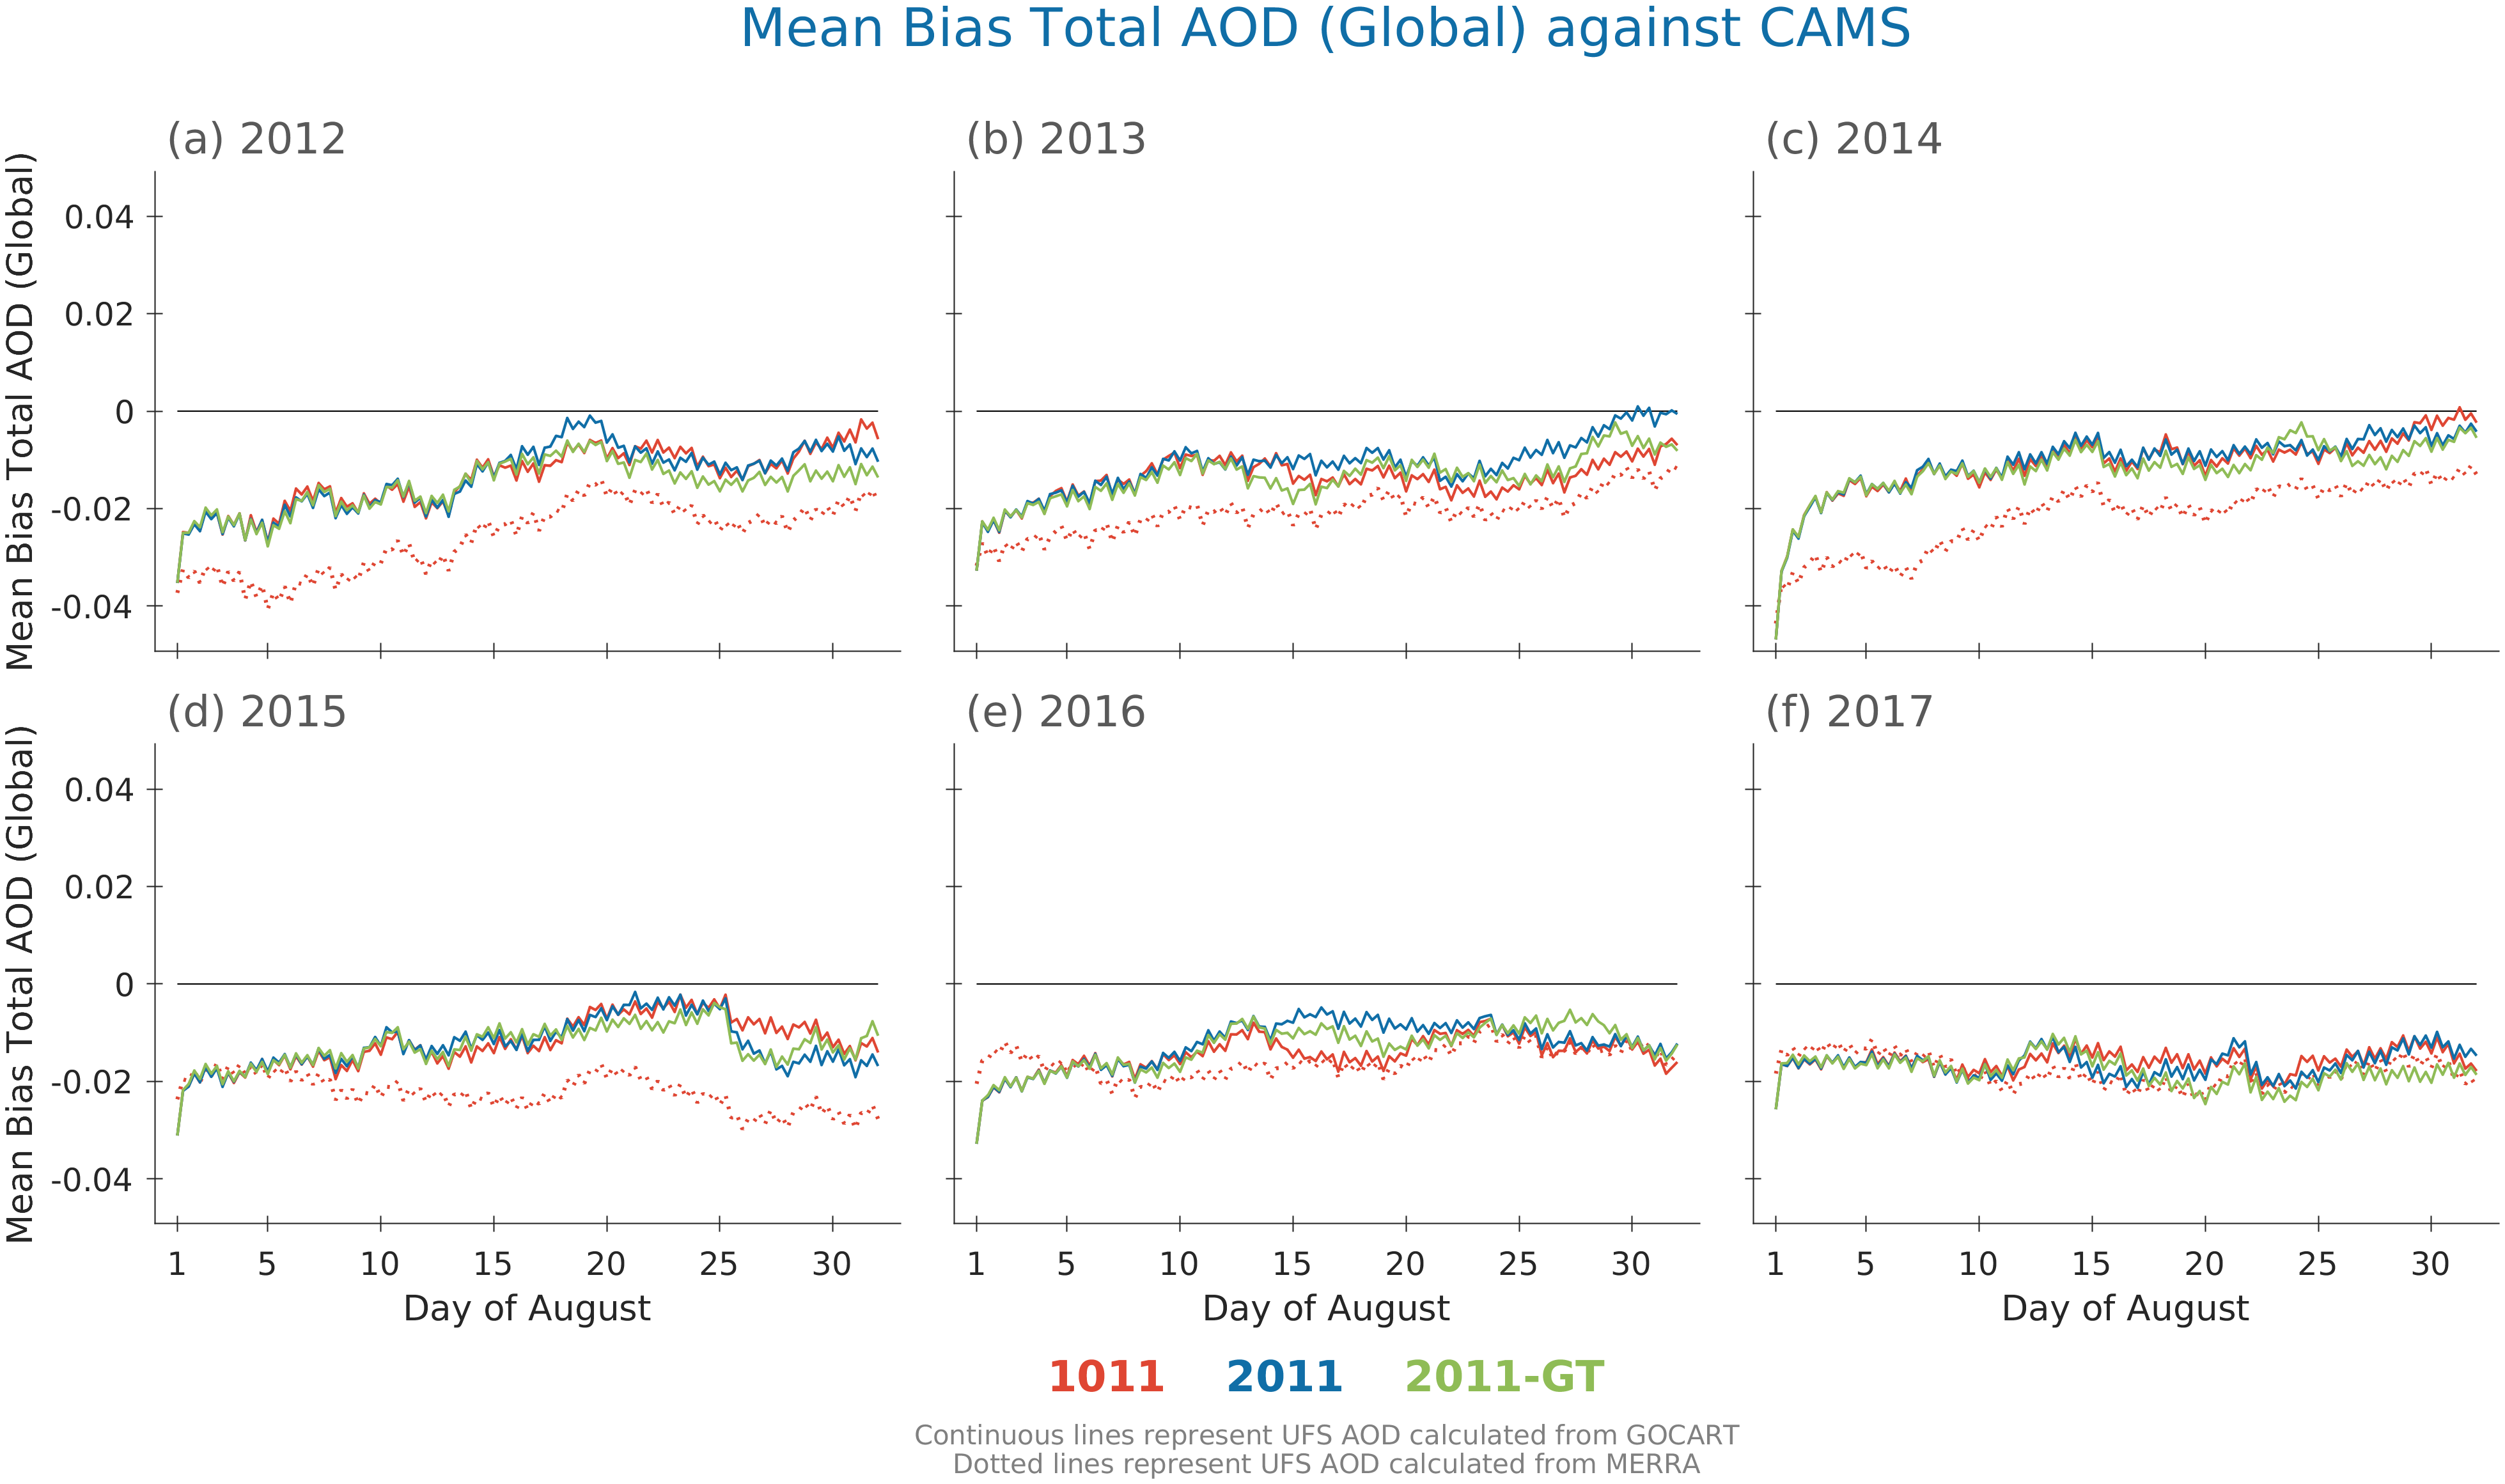 Mean Bias Total AOD (Global) against CAMS
(a) 2012
(b) 2013
(c) 2014
Mean Bias Total AOD (Global)
0.04
0.02
0
-0.02
-0.04
(d) 2015
(e) 2016
(f) 2017
Mean Bias Total AOD (Global)
0.04
0.02
0
-0.02
-0.04
1 5 10 15 20 25 30
1 5 10 15 20 25 30
1 5 10 15 20 25 30
Day of August
Day of August
Day of August
1011 2011 2011-GT
Continuous lines represent UFS AOD calculated from GOCART
Dotted lines represent UFS AOD calculated from MERRA